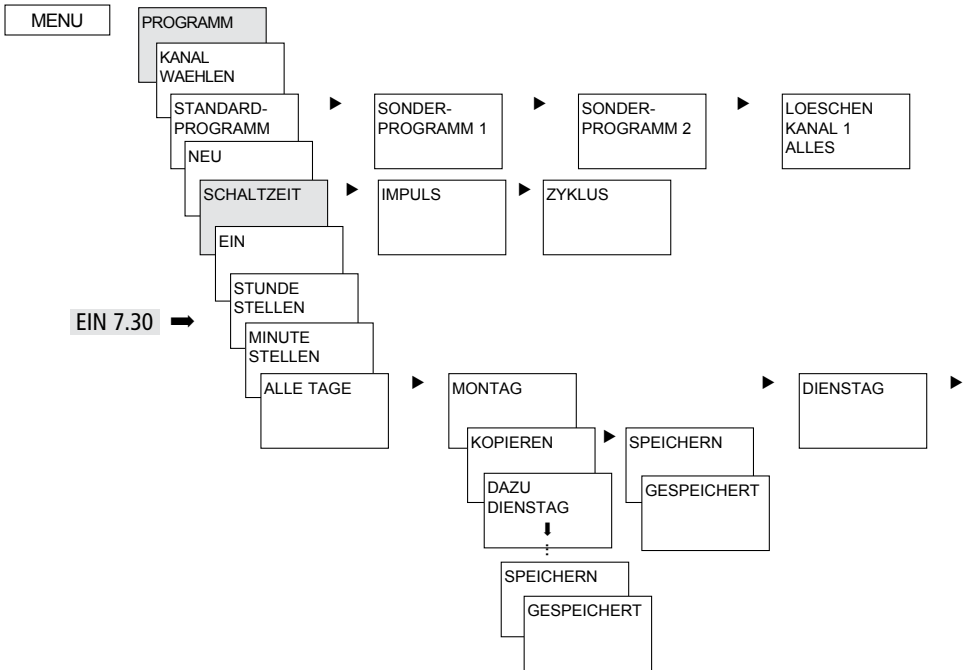 MENU
PROGRAMM
KANAL
WAEHLEN
STANDARD-
PROGRAMM
SONDER-
PROGRAMM 1
SONDER-
PROGRAMM 2
LOESCHEN
KANAL 1
ALLES
NEU
SCHALTZEIT
IMPULS
ZYKLUS
EIN
STUNDE
STELLEN
EIN 7.30
MINUTE
STELLEN
ALLE TAGE
MONTAG
DIENSTAG
KOPIEREN
SPEICHERN
DAZU
DIENSTAG
GESPEICHERT
SPEICHERN
GESPEICHERT